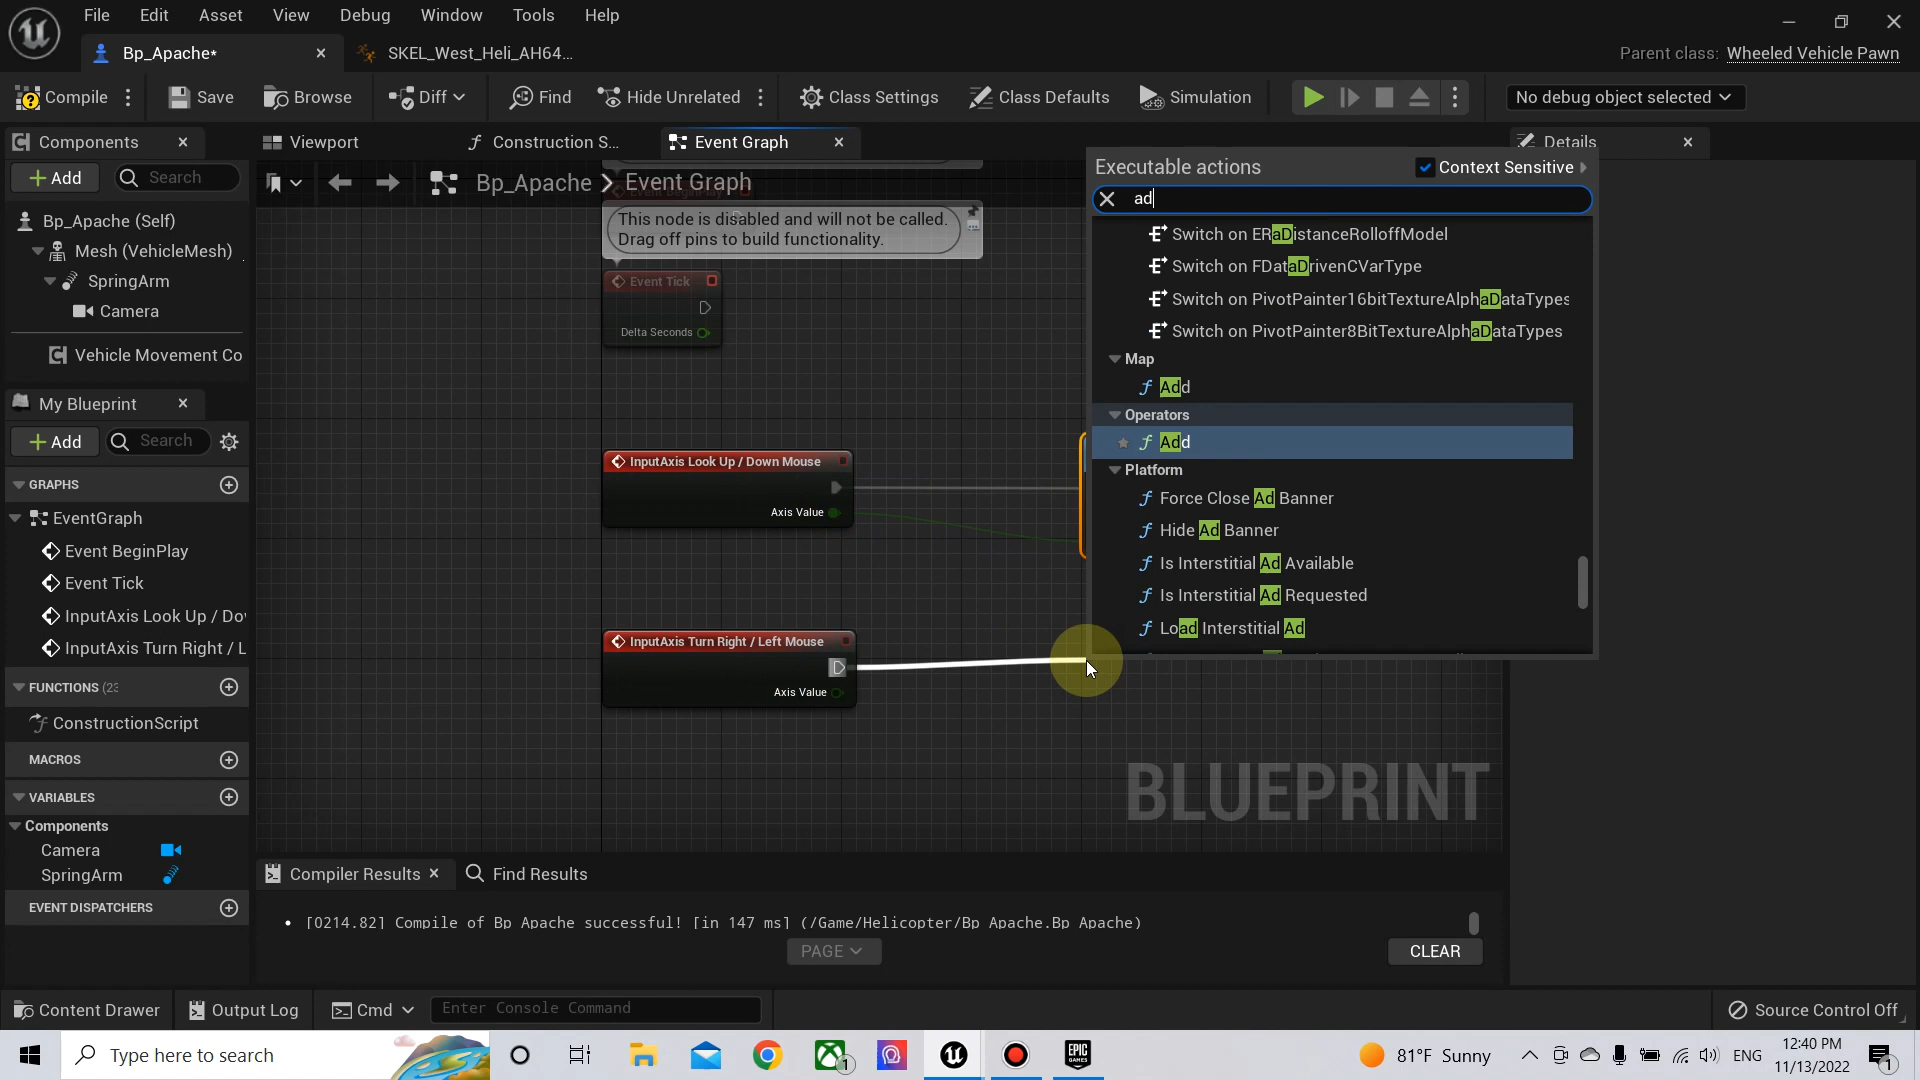 File Edit Asset View Debug Window Tools Help
Bp_Apache*
SKEL_West_Heli_AH64...
Parent class: Wheeled Vehicle Pawn
Compile
Save
Browse
Diff
Find
Hide Unrelated
Class Settings
Class Defaults
Simulation
No debug object selected
Components
Viewport
Construction S...
Event Graph
Details
Add
Search
Bp_Apache > Event Graph
Executable actions
Context Sensitive
ad
Bp_Apache (Self)
Mesh (VehicleMesh)
SpringArm
Camera
Vehicle Movement Co
My Blueprint
Add
Search
GRAPHS
EventGraph
Event BeginPlay
Event Tick
InputAxis Look Up / Do
InputAxis Turn Right / L
FUNCTIONS (23
ConstructionScript
MACROS
VARIABLES
Components
Camera
SpringArm
EVENT DISPATCHERS
Event BeginPlay
This node is disabled and will not be called.
Drag off pins to build functionality.
Event Tick
Delta Seconds
InputAxis Look Up / Down Mouse
Axis Value
InputAxis Turn Right / Left Mouse
Axis Value
BLUEPRINT
Switch on ERaDistanceRolloffModel
Switch on FDataDrivenCVarType
Switch on PivotPainter16bitTextureAlphaDataTypes
Switch on PivotPainter8BitTextureAlphaDataTypes
Map
Add
Operators
Add
Platform
Force Close Ad Banner
Hide Ad Banner
Is Interstitial Ad Available
Is Interstitial Ad Requested
Load Interstitial Ad
Compiler Results
Find Results
[0214.82] Compile of Bp Apache successful! [in 147 ms] (/Game/Helicopter/Bp Apache.Bp Apache)
PAGE
CLEAR
Content Drawer
Output Log
Cmd
Enter Console Command
Source Control Off
Type here to search
1
EPIC GAMES
81°F Sunny
ENG
12:40 PM
11/13/2022
1